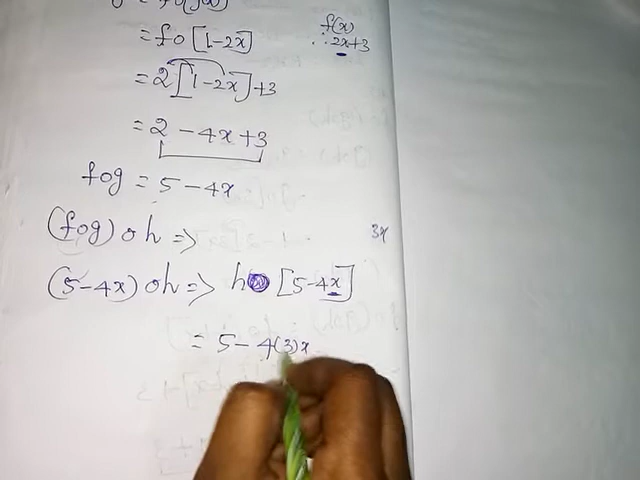 = fo[1-2x]
f(x)
∴ 2x+3
= 2[1-2x]+3
= 2 - 4x + 3
fog = 5 - 4x
(fog) o h ⇒
3x
(5-4x) o h ⇒ h [5-4x]
= 5 - 4(3)x